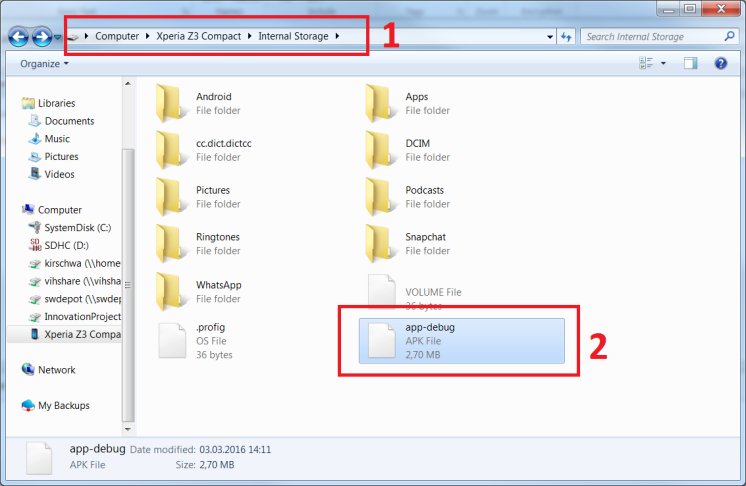 Computer ▸ Xperia Z3 Compact ▸ Internal Storage ▸
1
Search Internal Storage
Organize
Libraries
Documents
Music
Pictures
Videos
Computer
SystemDisk (C:)
SDHC (D:)
kirschwa (\\home
vihshare (\\vihsha
swdepot (\\swdep
InnovationProject
Xperia Z3 Compa
Network
My Backups
Android
File folder
Apps
File folder
cc.dict.dictcc
File folder
DCIM
File folder
Pictures
File folder
Podcasts
File folder
Ringtones
File folder
Snapchat
File folder
WhatsApp
File folder
VOLUME File
36 bytes
.profig
OS File
36 bytes
app-debug
APK File
2,70 MB
2
app-debug Date modified: 03.03.2016 14:11
APK File Size: 2,70 MB